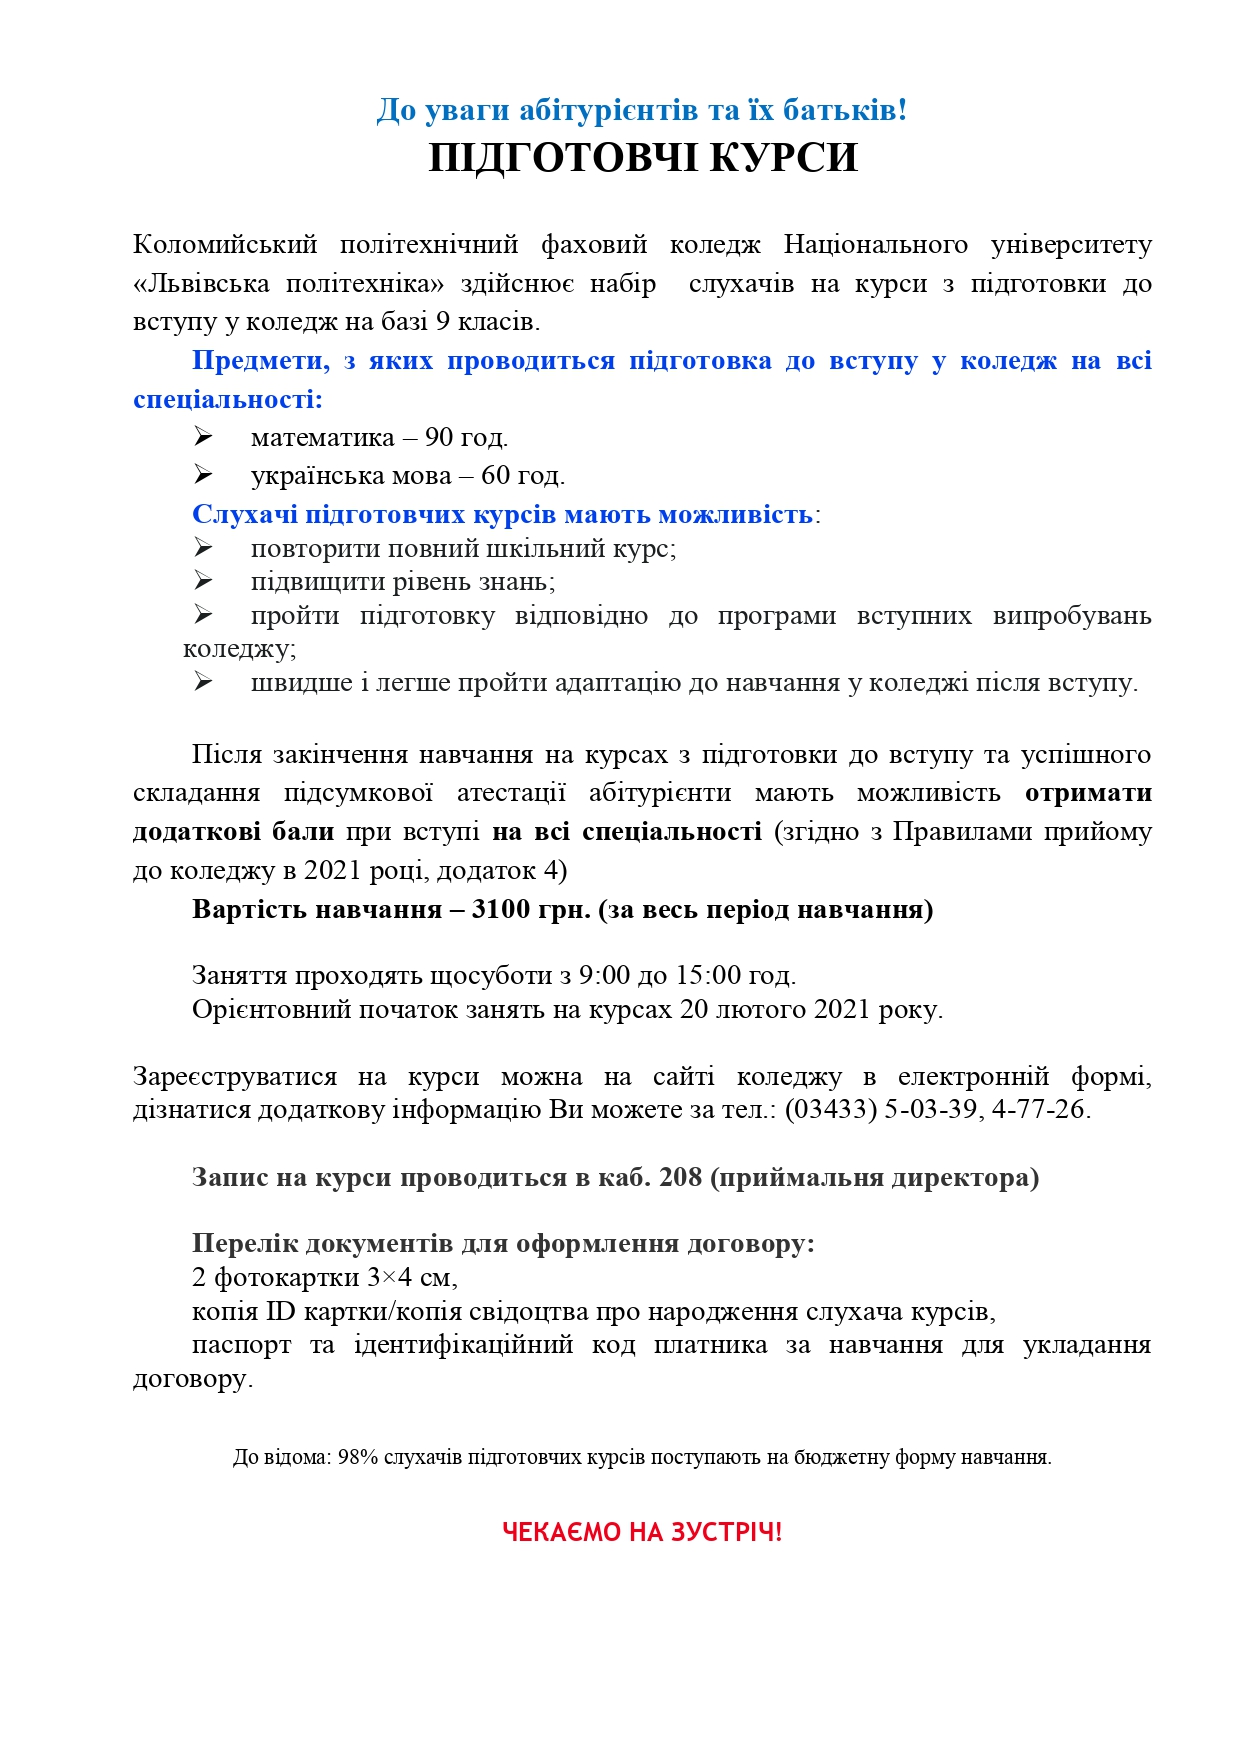 До уваги абітурієнтів та їх батьків!
ПІДГОТОВЧІ КУРСИ
Коломийський політехнічний фаховий коледж Національного університету
«Львівська політехніка» здійснює набір слухачів на курси з підготовки до
вступу у коледж на базі 9 класів.
Предмети, з яких проводиться підготовка до вступу у коледж на всі
спеціальності:
➢ математика – 90 год.
➢ українська мова – 60 год.
Слухачі підготовчих курсів мають можливість:
➢ повторити повний шкільний курс;
➢ підвищити рівень знань;
➢ пройти підготовку відповідно до програми вступних випробувань
коледжу;
➢ швидше і легше пройти адаптацію до навчання у коледжі після вступу.
Після закінчення навчання на курсах з підготовки до вступу та успішного
складання підсумкової атестації абітурієнти мають можливість отримати
додаткові бали при вступі на всі спеціальності (згідно з Правилами прийому
до коледжу в 2021 році, додаток 4)
Вартість навчання – 3100 грн. (за весь період навчання)
Заняття проходять щосуботи з 9:00 до 15:00 год.
Орієнтовний початок занять на курсах 20 лютого 2021 року.
Зареєструватися на курси можна на сайті коледжу в електронній формі,
дізнатися додаткову інформацію Ви можете за тел.: (03433) 5-03-39, 4-77-26.
Запис на курси проводиться в каб. 208 (приймальня директора)
Перелік документів для оформлення договору:
2 фотокартки 3×4 см,
копія ID картки/копія свідоцтва про народження слухача курсів,
паспорт та ідентифікаційний код платника за навчання для укладання
договору.
До відома: 98% слухачів підготовчих курсів поступають на бюджетну форму навчання.
ЧЕКАЄМО НА ЗУСТРІЧ!